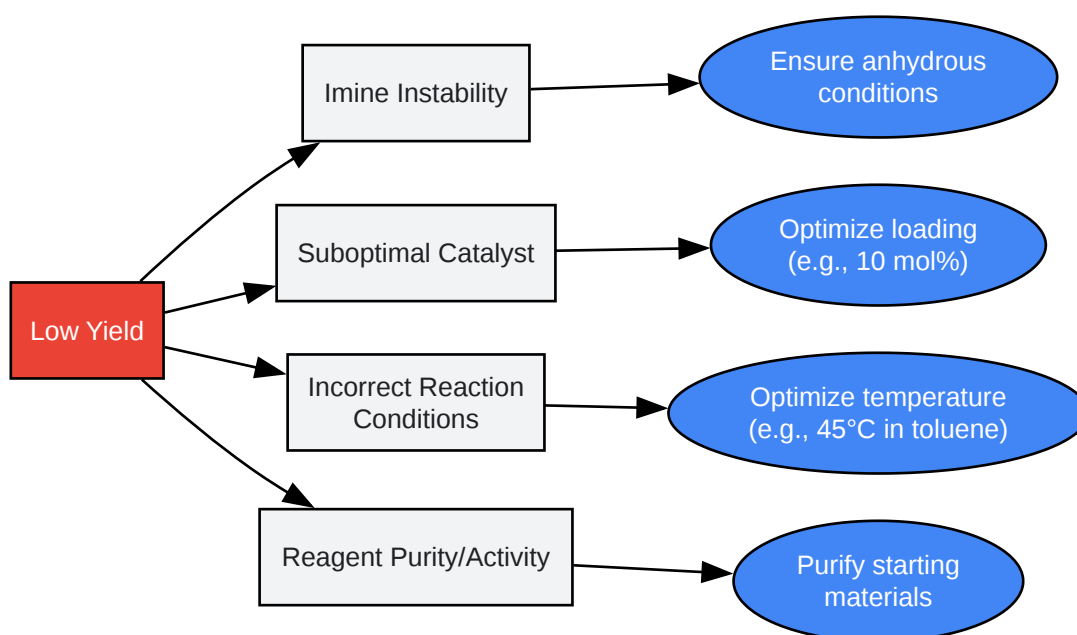 Low Yield
Imine Instability
Ensure anhydrous
conditions
Suboptimal Catalyst
Optimize loading
(e.g., 10 mol%)
Incorrect Reaction
Conditions
Optimize temperature
(e.g., 45°C in toluene)
Reagent Purity/Activity
Purify starting
materials